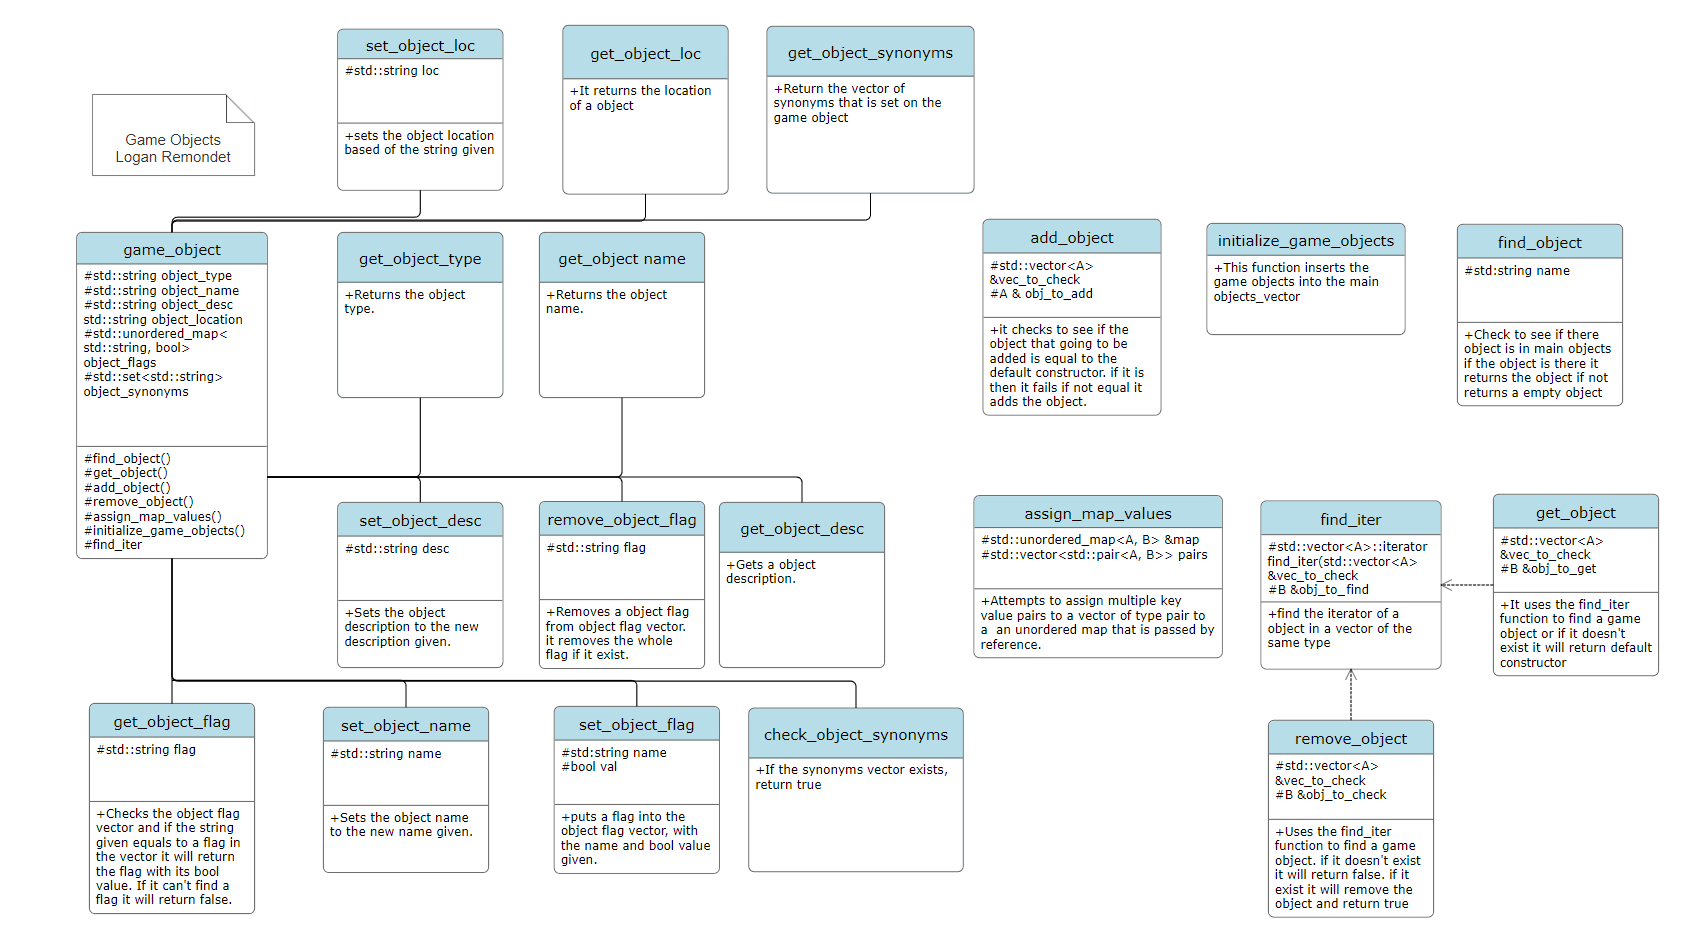 set_object_loc
#std::string loc
+sets the object location
based of the string given
get_object_loc
+It returns the location
of a object
get_object_synonyms
+Return the vector of
synonyms that is set on the
game object
Game Objects
Logan Remondet
game_object
#std::string object_type
#std::string object_name
#std::string object_desc
std::string object_location
#std::unordered_map<
std::string, bool>
object_flags
#std::set<std::string>
object_synonyms
#find_object()
#get_object()
#add_object()
#remove_object()
#assign_map_values()
#initialize_game_objects()
#find_iter
get_object_type
+Returns the object
type.
get_object name
+Returns the object
name.
add_object
#std::vector<A>
&vec_to_check
#A & obj_to_add
+it checks to see if the
object that going to be
added is equal to the
default constructor. if it is
then it fails if not equal it
adds the object.
initialize_game_objects
+This function inserts the
game objects into the main
objects_vector
find_object
#std:string name
+Check to see if there
object is in main objects
if the object is there it
returns the object if not
returns a empty object
set_object_desc
#std::string desc
+Sets the object
description to the new
description given.
remove_object_flag
#std::string flag
+Removes a object flag
from object flag vector.
it removes the whole
flag if it exist.
get_object_desc
+Gets a object
description.
assign_map_values
#std::unordered_map<A, B> &map
#std::vector<std::pair<A, B>> pairs
+Attempts to assign multiple key
value pairs to a vector of type pair to
a  an unordered map that is passed by
reference.
find_iter
#std::vector<A>::iterator
find_iter(std::vector<A>
&vec_to_check
#B &obj_to_find
+find the iterator of a
object in a vector of the
same type
get_object
#std::vector<A>
&vec_to_check
#B &obj_to_get
+It uses the find_iter
function to find a game
object or if it doesn't
exist it will return default
constructor
get_object_flag
#std::string flag
+Checks the object flag
vector and if the string
given equals to a flag in
the vector it will return
the flag with its bool
value. If it can't find a
flag it will return false.
set_object_name
#std::string name
+Sets the object name
to the new name given.
set_object_flag
#std:string name
#bool val
+puts a flag into the
object flag vector, with
the name and bool value
given.
check_object_synonyms
+If the synonyms vector exists,
return true
remove_object
#std::vector<A>
&vec_to_check
#B &obj_to_check
+Uses the find_iter
function to find a game
object. if it doesn't exist
it will return false. if it
exist it will remove the
object and return true